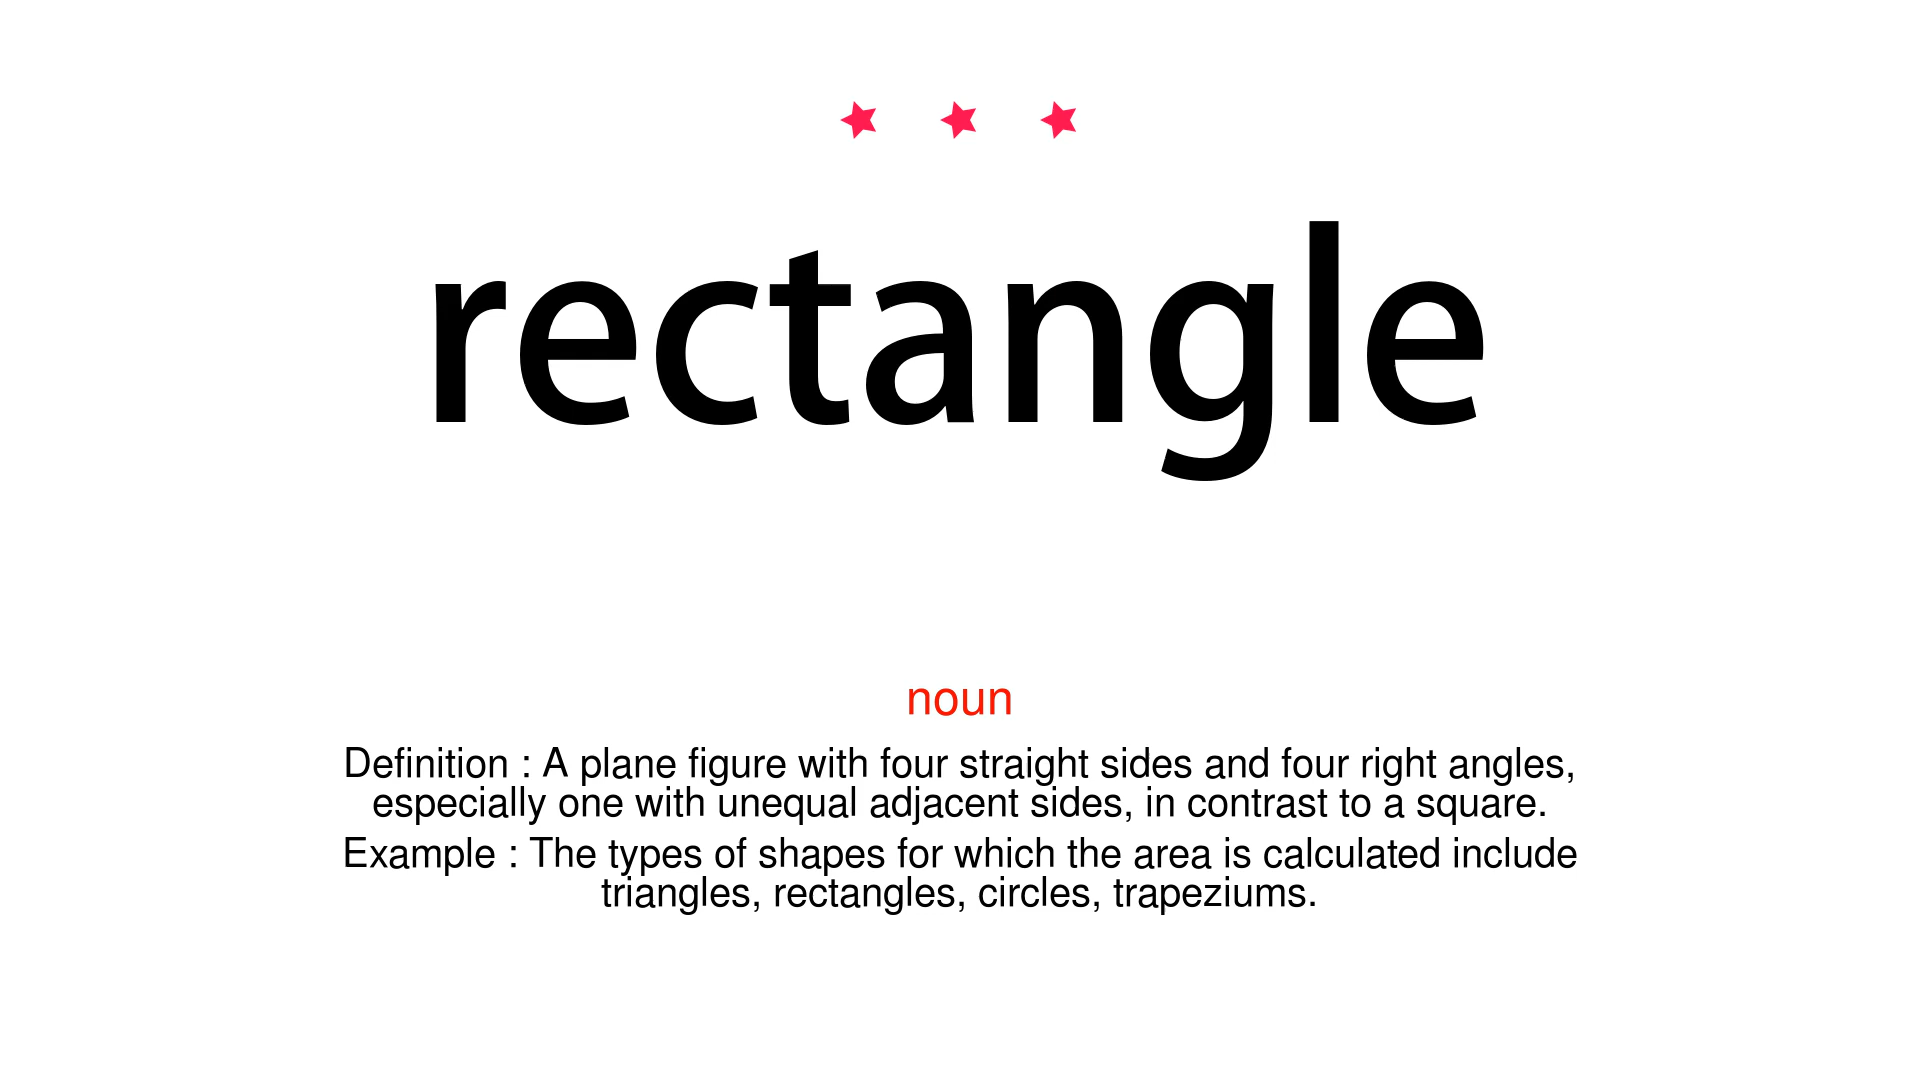 rectangle
noun
Definition : A plane figure with four straight sides and four right angles,
especially one with unequal adjacent sides, in contrast to a square.
Example : The types of shapes for which the area is calculated include
triangles, rectangles, circles, trapeziums.